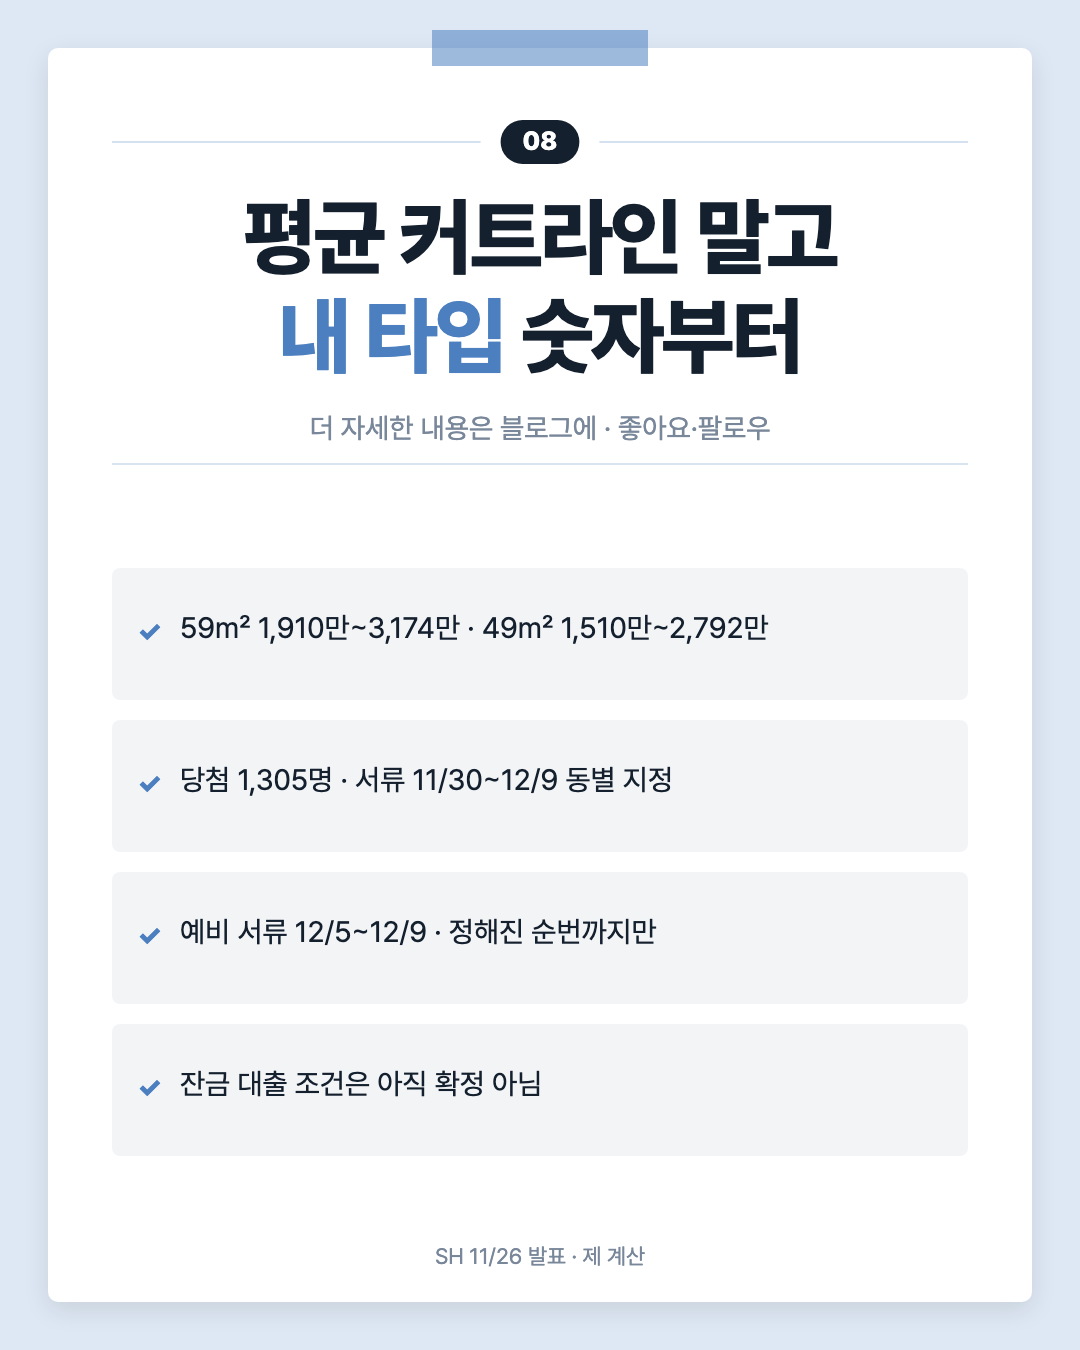 08
평균 커트라인 말고
내 타입 숫자부터
더 자세한 내용은 블로그에 · 좋아요·팔로우
59m² 1,910만~3,174만 · 49m² 1,510만~2,792만
당첨 1,305명 · 서류 11/30~12/9 동별 지정
예비 서류 12/5~12/9 · 정해진 순번까지만
잔금 대출 조건은 아직 확정 아님
SH 11/26 발표 · 제 계산